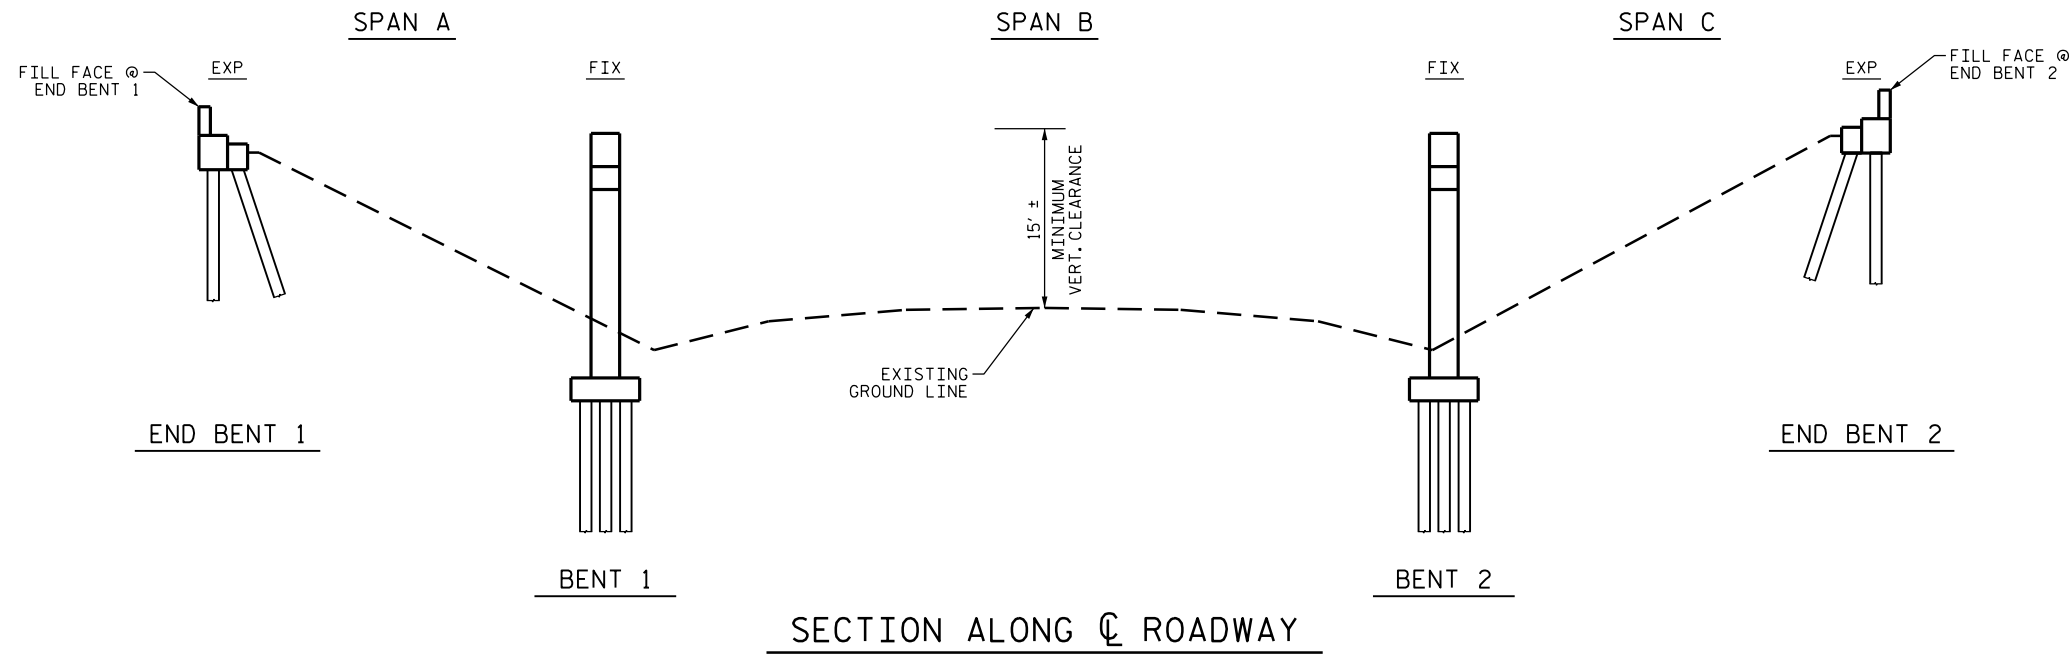 SPAN A
SPAN B
SPAN C
FILL FACE @
END BENT 1
EXP
FIX
FIX
EXP
FILL FACE @
END BENT 2
15' ±
MINIMUM
VERT. CLEARANCE
EXISTING
GROUND LINE
END BENT 1
END BENT 2
BENT 1
BENT 2
SECTION ALONG ℄ ROADWAY